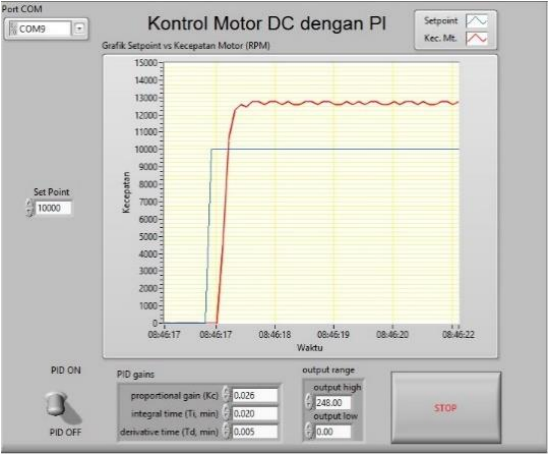 Port COM
COM9
Kontrol Motor DC dengan PI
Setpoint
Kec. Mt.
Grafik Setpoint vs Kecepatan Motor (RPM)
15000
14000
13000
12000
11000
10000
9000
8000
7000
6000
5000
4000
3000
2000
1000
0
Kecepatan
08:46:17 08:46:17 08:46:18 08:46:19 08:46:20 08:46:22
Waktu
Set Point
10000
PID ON
PID OFF
PID gains
proportional gain (Kc) 0.026
integral time (Ti, min) 0.020
derivative time (Td, min) 0.005
output range
output high
248.00
output low
0.00
STOP